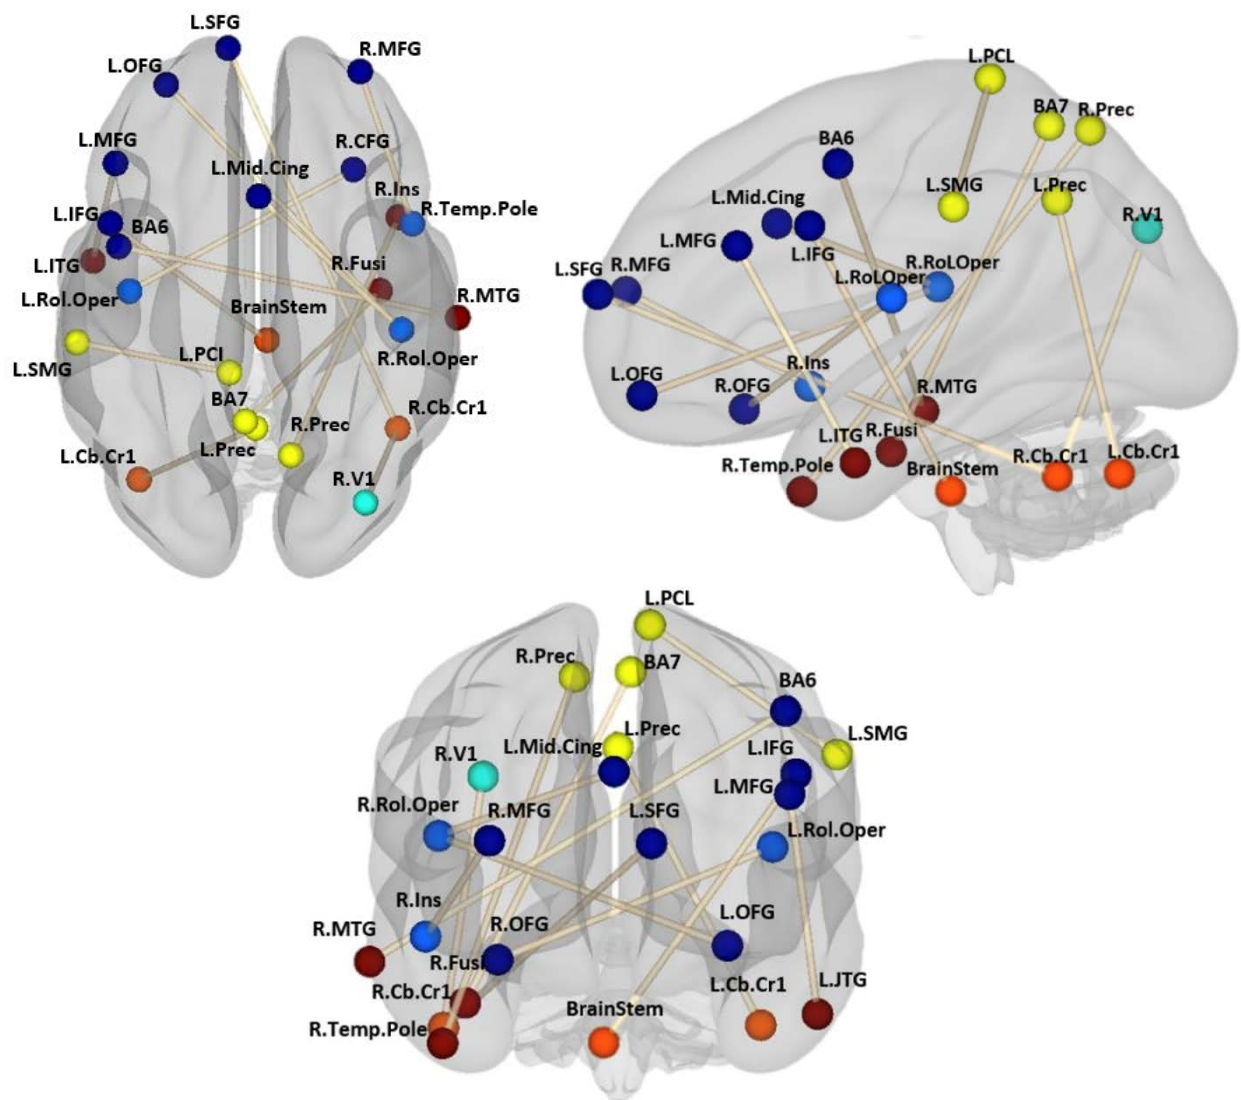 L.SFG
R.MFG
L.OFG
L.MFG
R.CFG
L.Mid.Cing
R.Ins
L.IFG
R.Temp.Pole
BA6
L.ITG
R.Fusi
L.Rol.Oper
BrainStem
R.MTG
L.PCl
R.Rol.Oper
L.SMG
BA7
R.Cb.Cr1
R.Prec
L.Prec
L.Cb.Cr1
R.V1
L.PCL
BA7
R.Prec
BA6
L.SMG
L.Prec
L.Mid.Cing
R.V1
L.MFG
L.IFG
L.SFG
R.MFG
R.RolOper
L.RolOper
R.Ins
L.OFG
R.OFG
R.MTG
L.ITG
R.Fusi
R.Temp.Pole
BrainStem
R.Cb.Cr1
L.Cb.Cr1
L.PCL
R.Prec
BA7
BA6
L.Prec
L.SMG
L.Mid.Cing
L.IFG
R.V1
L.MFG
R.Rol.Oper
R.MFG
L.SFG
L.Rol.Oper
R.Ins
L.OFG
R.OFG
R.MTG
R.Fusi
L.JTG
L.Cb.Cr1
R.Cb.Cr1
BrainStem
R.Temp.Pole